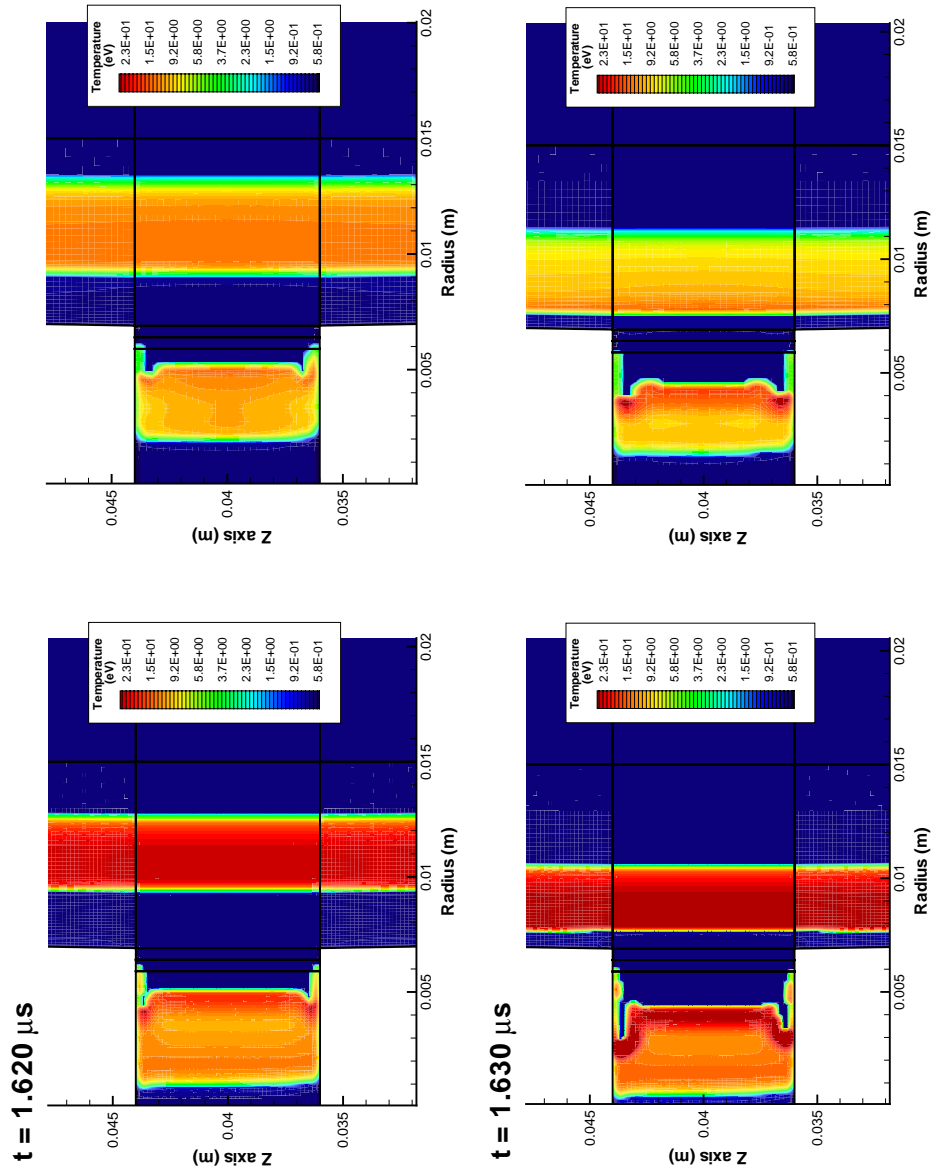 t = 1.620 μs
Z axis (m)
0.045
0.04
0.035
0.005
0.01
0.015
0.02
Radius (m)
Temperature
(eV)
2.3E+01
1.5E+01
9.2E+00
5.8E+00
3.7E+00
2.3E+00
1.5E+00
9.2E-01
5.8E-01
Z axis (m)
0.045
0.04
0.035
0.005
0.01
0.015
0.02
Radius (m)
Temperature
(eV)
2.3E+01
1.5E+01
9.2E+00
5.8E+00
3.7E+00
2.3E+00
1.5E+00
9.2E-01
5.8E-01
t = 1.630 μs
Z axis (m)
0.045
0.04
0.035
0.005
0.01
0.015
0.02
Radius (m)
Temperature
(eV)
2.3E+01
1.5E+01
9.2E+00
5.8E+00
3.7E+00
2.3E+00
1.5E+00
9.2E-01
5.8E-01
Z axis (m)
0.045
0.04
0.035
0.005
0.01
0.015
0.02
Radius (m)
Temperature
(eV)
2.3E+01
1.5E+01
9.2E+00
5.8E+00
3.7E+00
2.3E+00
1.5E+00
9.2E-01
5.8E-01